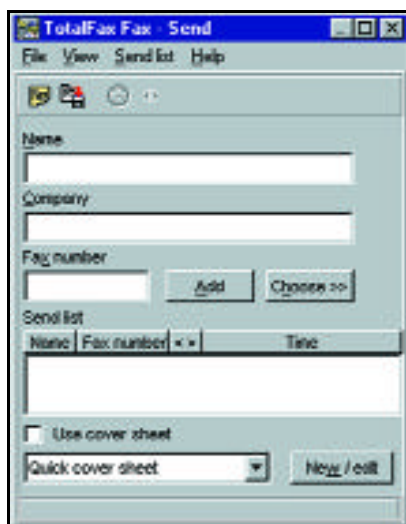 TotalFax Fax - Send
File View Send list Help
Name
Company
Fax number
Add Choose >>
Send list
Name Fax number < > Time
Use cover sheet
Quick cover sheet New / edit